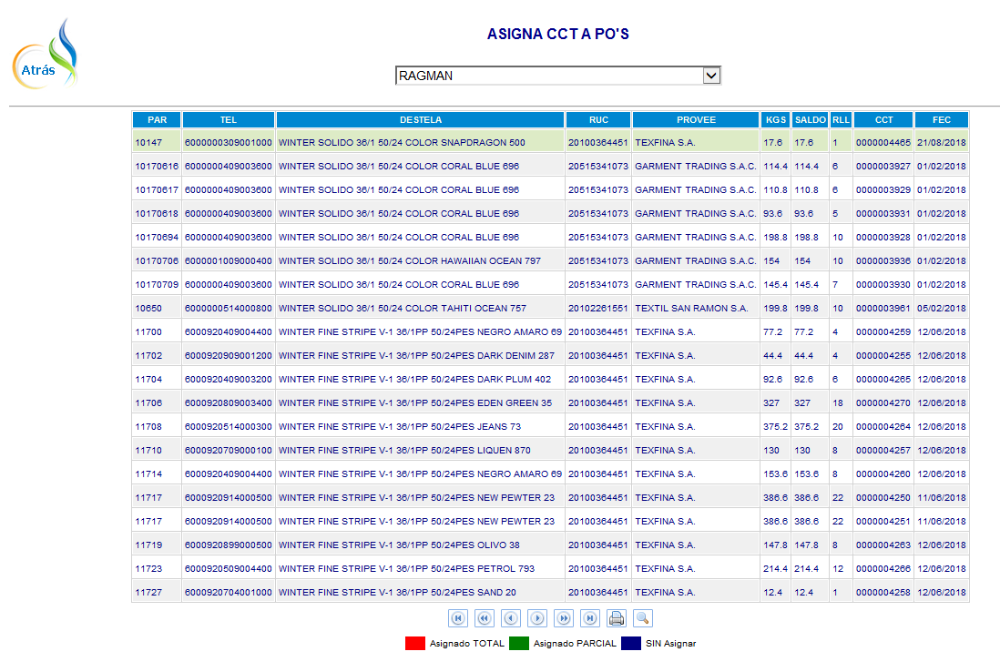 ASIGNA CCT A PO'S
Atrás
RAGMAN
PAR TEL DESTELA RUC PROVEE KGS SALDO RLL CCT FEC
10147 6000000309001000 WINTER SOLIDO 36/1 50/24 COLOR SNAPDRAGON 500 20100364451 TEXFINA S.A. 17.6 17.6 1 0000004465 21/08/2018
10170616 6000000409003600 WINTER SOLIDO 36/1 50/24 COLOR CORAL BLUE 696 20515341073 GARMENT TRADING S.A.C. 114.4 114.4 6 0000003927 01/02/2018
10170617 6000000409003600 WINTER SOLIDO 36/1 50/24 COLOR CORAL BLUE 696 20515341073 GARMENT TRADING S.A.C. 110.8 110.8 6 0000003929 01/02/2018
10170618 6000000409003600 WINTER SOLIDO 36/1 50/24 COLOR CORAL BLUE 696 20515341073 GARMENT TRADING S.A.C. 93.6 93.6 5 0000003931 01/02/2018
10170694 6000000409003600 WINTER SOLIDO 36/1 50/24 COLOR CORAL BLUE 696 20515341073 GARMENT TRADING S.A.C. 198.8 198.8 10 0000003928 01/02/2018
10170706 6000001009000400 WINTER SOLIDO 36/1 50/24 COLOR HAWAIIAN OCEAN 797 20515341073 GARMENT TRADING S.A.C. 154 154 10 0000003936 01/02/2018
10170709 6000000409003600 WINTER SOLIDO 36/1 50/24 COLOR CORAL BLUE 696 20515341073 GARMENT TRADING S.A.C. 145.4 145.4 7 0000003930 01/02/2018
10650 6000000514000800 WINTER SOLIDO 36/1 50/24 COLOR TAHITI OCEAN 757 20102261551 TEXTIL SAN RAMON S.A. 199.8 199.8 10 0000003961 05/02/2018
11700 6000920409004400 WINTER FINE STRIPE V-1 36/1PP 50/24PES NEGRO AMARO 69 20100364451 TEXFINA S.A. 77.2 77.2 4 0000004259 12/06/2018
11702 6000920909001200 WINTER FINE STRIPE V-1 36/1PP 50/24PES DARK DENIM 287 20100364451 TEXFINA S.A. 44.4 44.4 4 0000004255 12/06/2018
11704 6000920409003200 WINTER FINE STRIPE V-1 36/1PP 50/24PES DARK PLUM 402 20100364451 TEXFINA S.A. 92.6 92.6 6 0000004265 12/06/2018
11706 6000920809003400 WINTER FINE STRIPE V-1 36/1PP 50/24PES EDEN GREEN 35 20100364451 TEXFINA S.A. 327 327 18 0000004270 12/06/2018
11708 6000920514000300 WINTER FINE STRIPE V-1 36/1PP 50/24PES JEANS 73 20100364451 TEXFINA S.A. 375.2 375.2 20 0000004264 12/06/2018
11710 6000920709000100 WINTER FINE STRIPE V-1 36/1PP 50/24PES LIQUEN 870 20100364451 TEXFINA S.A. 130 130 8 0000004257 12/06/2018
11714 6000920409004400 WINTER FINE STRIPE V-1 36/1PP 50/24PES NEGRO AMARO 69 20100364451 TEXFINA S.A. 153.6 153.6 8 0000004260 12/06/2018
11717 6000920914000500 WINTER FINE STRIPE V-1 36/1PP 50/24PES NEW PEWTER 23 20100364451 TEXFINA S.A. 386.6 386.6 22 0000004250 11/06/2018
11717 6000920914000500 WINTER FINE STRIPE V-1 36/1PP 50/24PES NEW PEWTER 23 20100364451 TEXFINA S.A. 386.6 386.6 22 0000004251 11/06/2018
11719 6000920899000500 WINTER FINE STRIPE V-1 36/1PP 50/24PES OLIVO 38 20100364451 TEXFINA S.A. 147.8 147.8 8 0000004263 12/06/2018
11723 6000920509004400 WINTER FINE STRIPE V-1 36/1PP 50/24PES PETROL 793 20100364451 TEXFINA S.A. 214.4 214.4 12 0000004266 12/06/2018
11727 6000920704001000 WINTER FINE STRIPE V-1 36/1PP 50/24PES SAND 20 20100364451 TEXFINA S.A. 12.4 12.4 1 0000004258 12/06/2018
Asignado TOTAL Asignado PARCIAL SIN Asignar